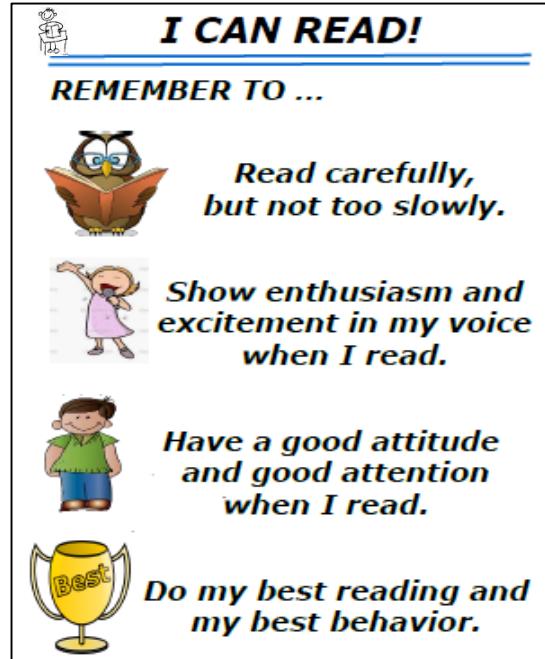 I CAN READ!
REMEMBER TO ...
Read carefully,
but not too slowly.
Show enthusiasm and
excitement in my voice
when I read.
Have a good attitude
and good attention
when I read.
Best
Do my best reading and
my best behavior.